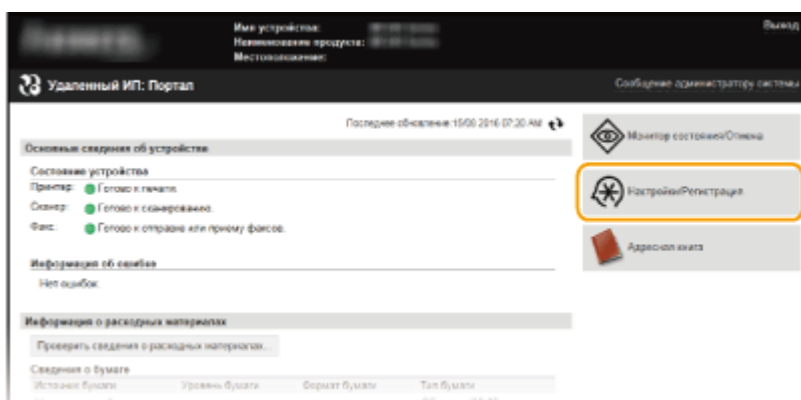 Имя устройства:
Наименование продукта:
Местоположение:
Выход
Удаленный ИП: Портал
Сообщение администратору системы
Последнее обновление:15/08 2016 07:20 AM
Основные сведения об устройстве
Монитор состояния/Отмена
Состояние устройства
Принтер: Готово к печати.
Сканер: Готово к сканированию.
Факс: Готово к отправке или приему факсов.
Настройки/Регистрация
Адресная книга
Информация об ошибке
Нет ошибок.
Информация о расходных материалах
Проверить сведения о расходных материалах...
Сведения о бумаге
Источник бумаги Уровень бумаги Формат бумаги Тип бумаги